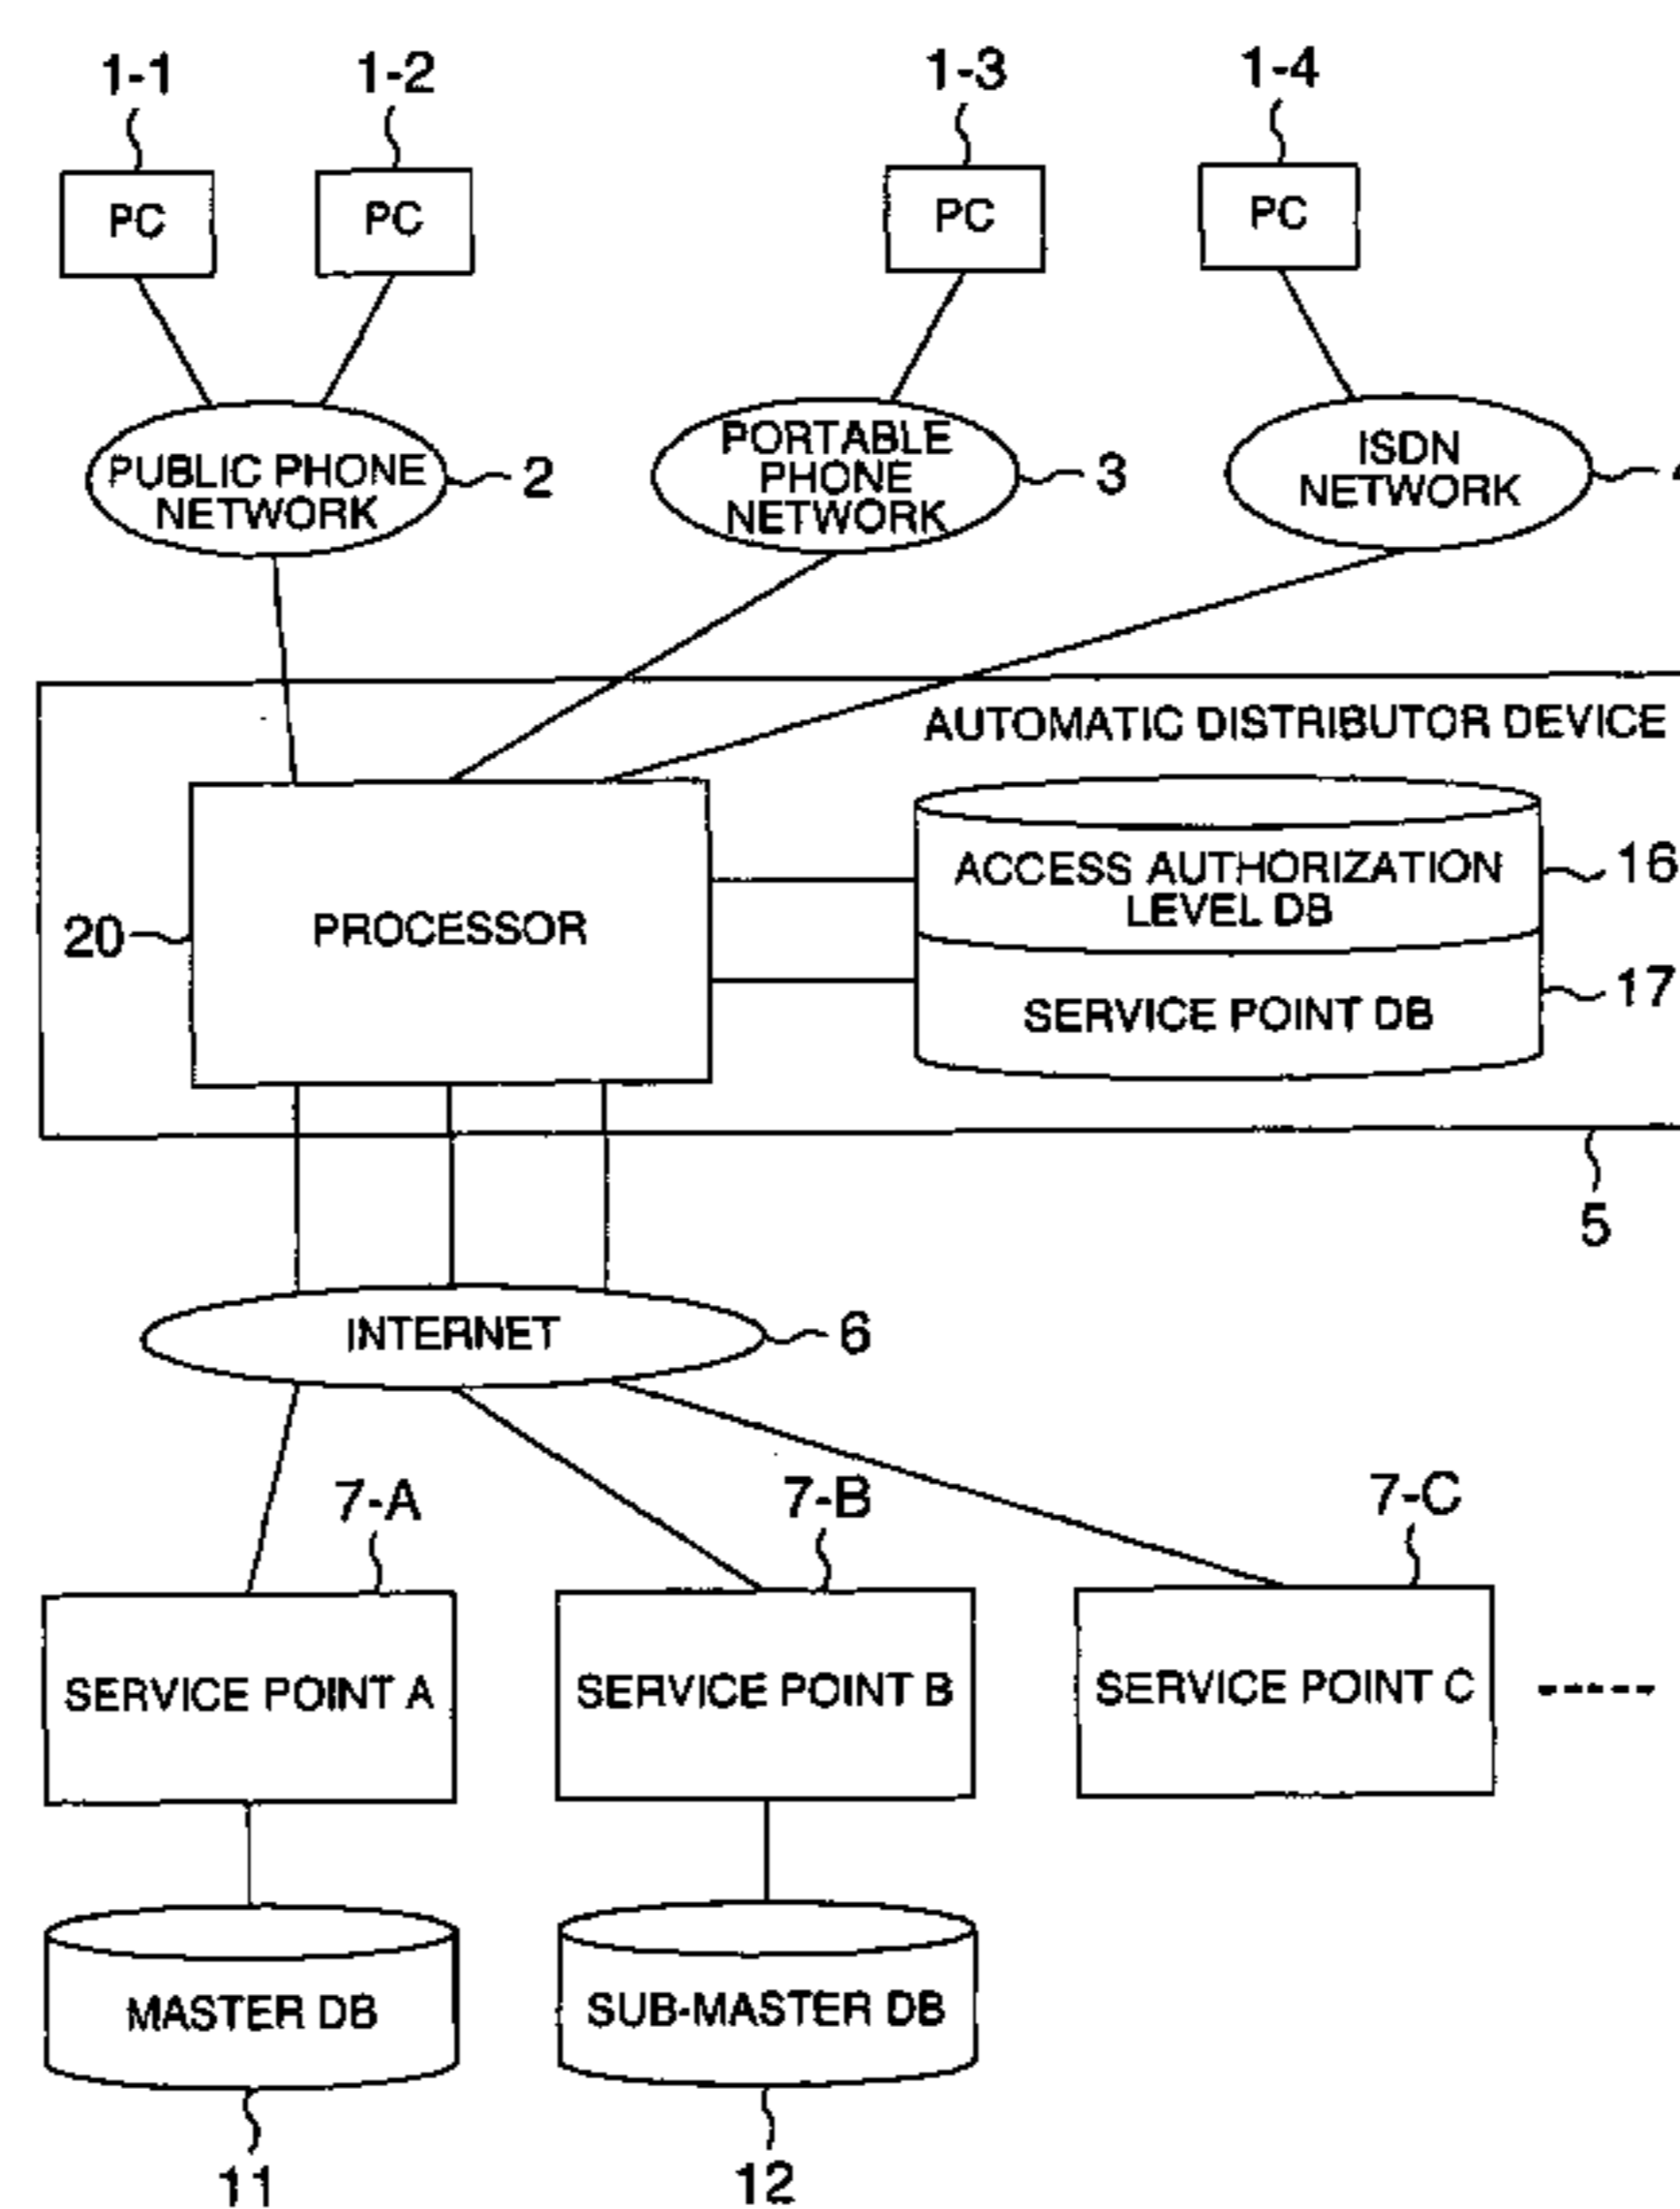 1-1
1-2
1-3
1-4
PC
PC
PC
PC
PUBLIC PHONE
NETWORK
2
PORTABLE
PHONE
NETWORK
3
ISDN
NETWORK
AUTOMATIC DISTRIBUTOR DEVICE
20
PROCESSOR
ACCESS AUTHORIZATION
LEVEL DB
16
SERVICE POINT DB
17
5
INTERNET
6
7-A
7-B
7-C
SERVICE POINT A
SERVICE POINT B
SERVICE POINT C
MASTER DB
SUB-MASTER DB
11
12